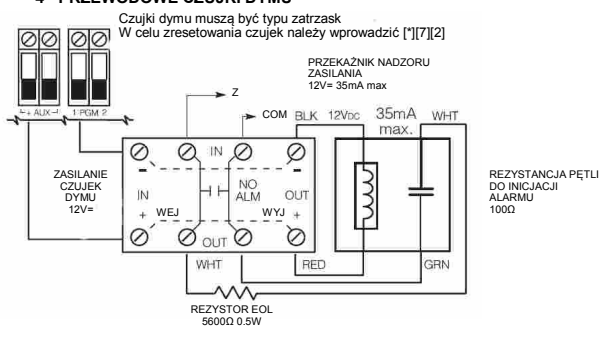 4 PRZEWODOWE CZUJKI DYMU
Czujki dymu muszą być typu zatrzask
W celu zresetowania czujek należy wprowadzić [*][7][2]
PRZEKAŹNIK NADZORU
ZASILANIA
12V= 35mA max
+ AUX –
1 PGM 2
Z
COM
BLK
12VDC
35mA
max.
WHT
ZASILANIE
CZUJEK
DYMU
12V=
IN
-
-
IN
NO
ALM
OUT
+
WEJ
WYJ
+
OUT
REZYSTANCJA PĘTLI
DO INICJACJI
ALARMU
100Ω
WHT
RED
GRN
REZYSTOR EOL
5600Ω 0.5W